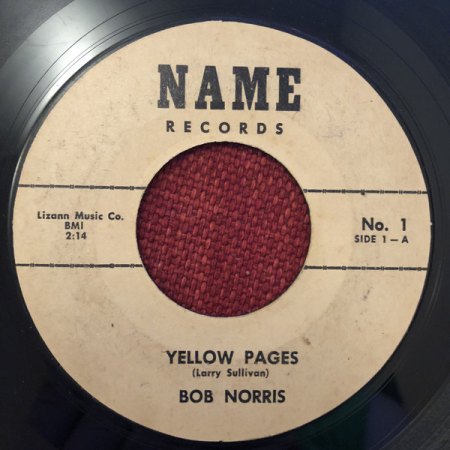 NAME
RECORDS
Lizann Music Co.
BMI
2:14
No. 1
SIDE 1-A
YELLOW PAGES
(Larry Sullivan)
BOB NORRIS